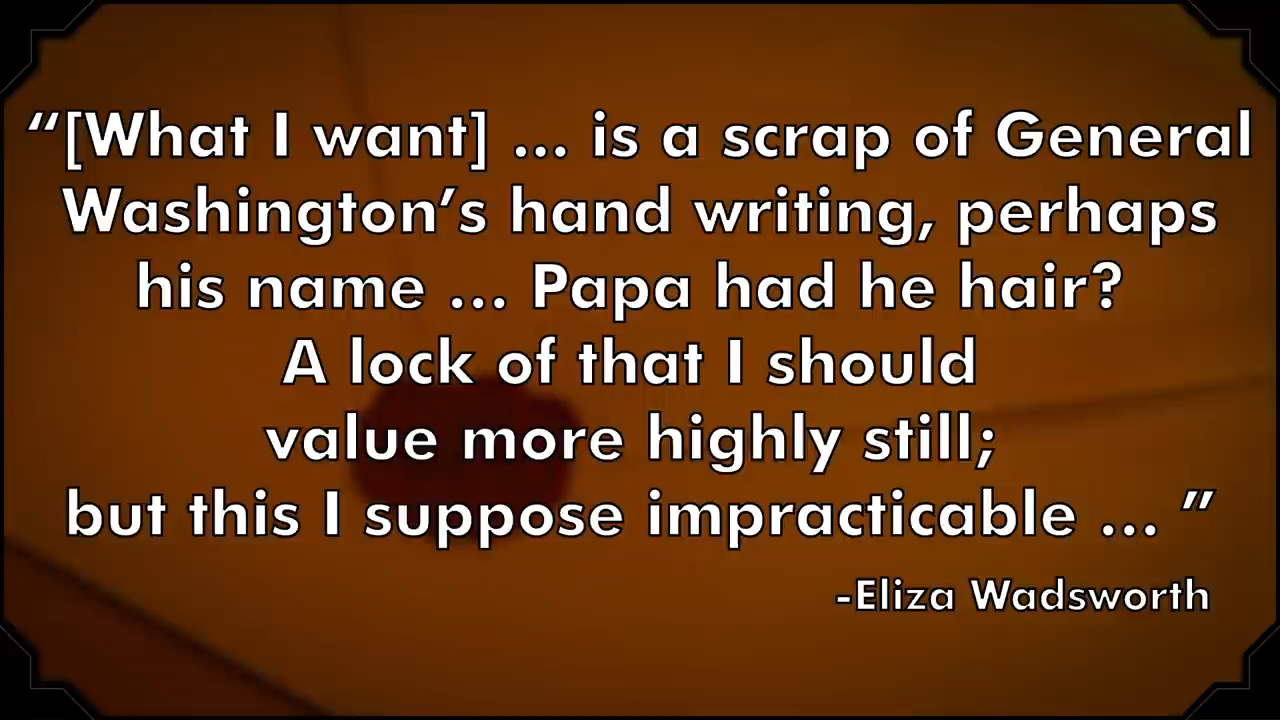 “[What I want] ... is a scrap of General
Washington’s hand writing, perhaps
his name ... Papa had he hair?
A lock of that I should
value more highly still;
but this I suppose impracticable ... ”
-Eliza Wadsworth